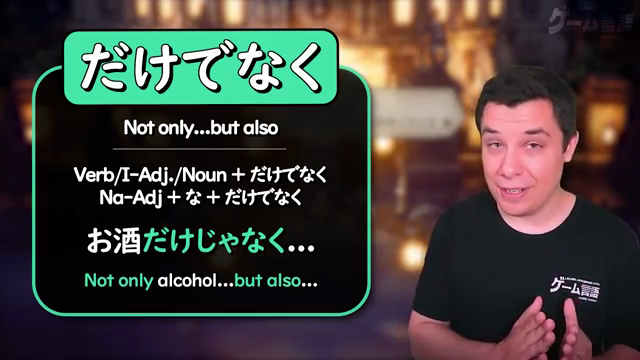 ゲーム言語
だけでなく
Not only...but also
Verb/I-Adj./Noun + だけでなく
Na-Adj + な + だけでなく
お酒だけじゃなく...
Not only alcohol...but also...
ゲーム言語